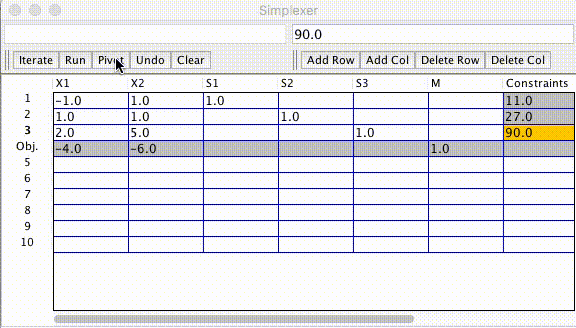 Simplexer
90.0
Iterate Run Pivot Undo Clear Add Row Add Col Delete Row Delete Col
X1 X2 S1 S2 S3 M Constraints
1 −1.0 1.0 1.0 11.0
2 1.0 1.0 1.0 27.0
3 2.0 5.0 1.0 90.0
Obj. −4.0 −6.0 1.0
5
6
7
8
9
10